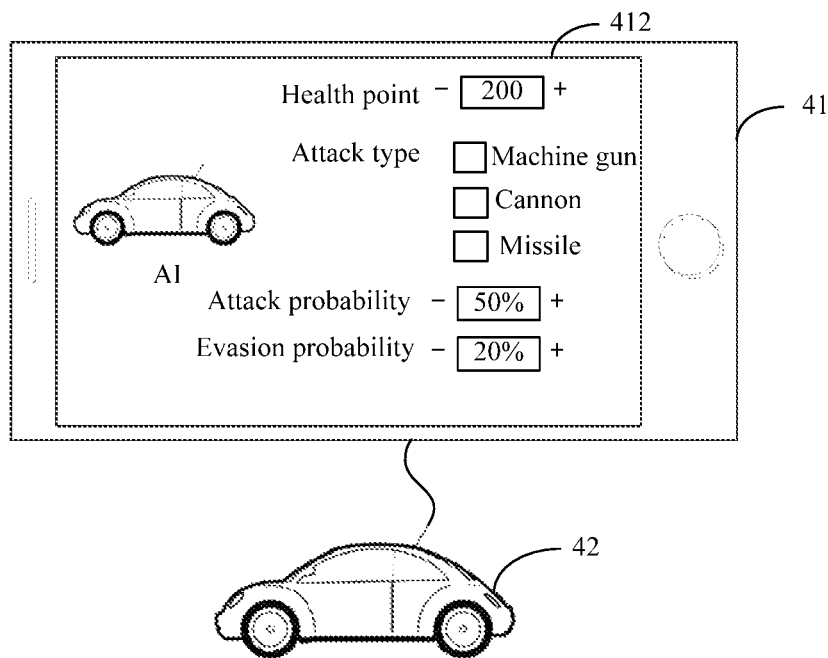 412
Health point - 200 +
41
Attack type Machine gun
Cannon
Missile
AI
Attack probability - 50% +
Evasion probability - 20% +
42